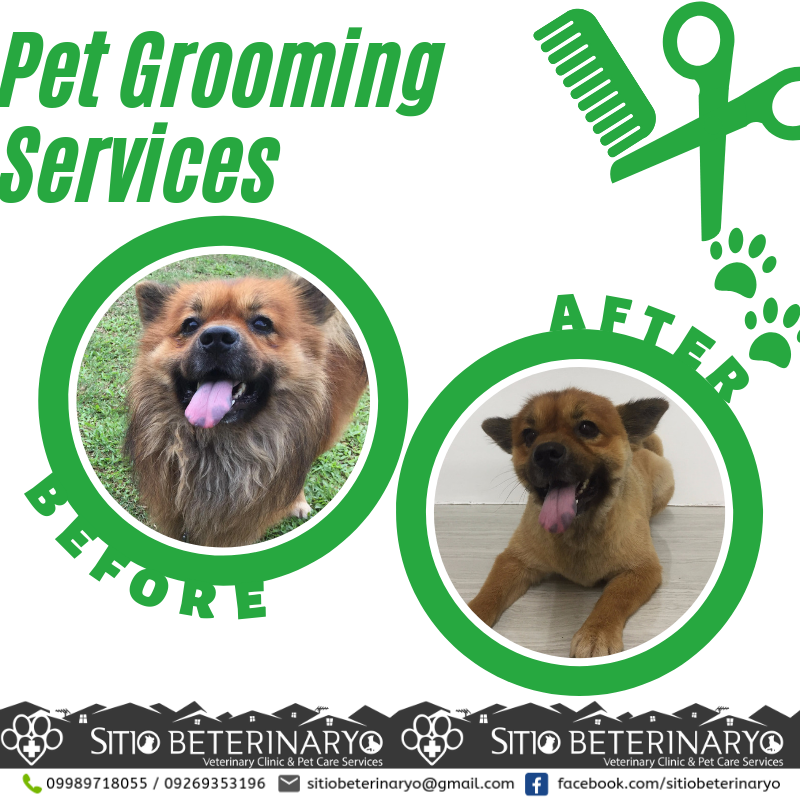 Pet Grooming
Services
BEFORE
AFTER
SITIO BETERINARYO
Veterinary Clinic & Pet Care Services
SITIO BETERINARYO
Veterinary Clinic & Pet Care Services
09989718055 / 09269353196 sitiobeterinaryo@gmail.com facebook.com/sitiobeterinaryo